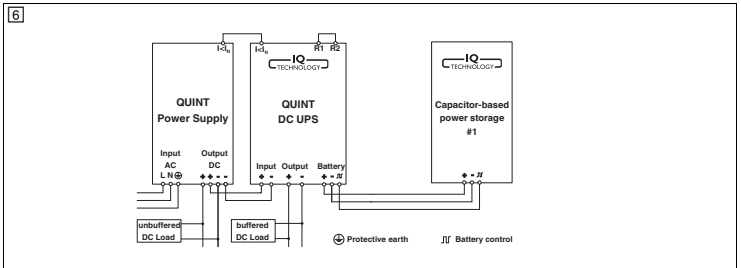 6
I<I_N I<I_N R1 R2
IQ
TECHNOLOGY
IQ
TECHNOLOGY
QUINT
Power Supply
QUINT
DC UPS
Capacitor-based
power storage
#1
Input
AC
L N
Output
DC
+ + - -
Input
+ -
Output
+ -
Battery
+ -
+ -
unbuffered
DC Load
buffered
DC Load
Protective earth
Battery control